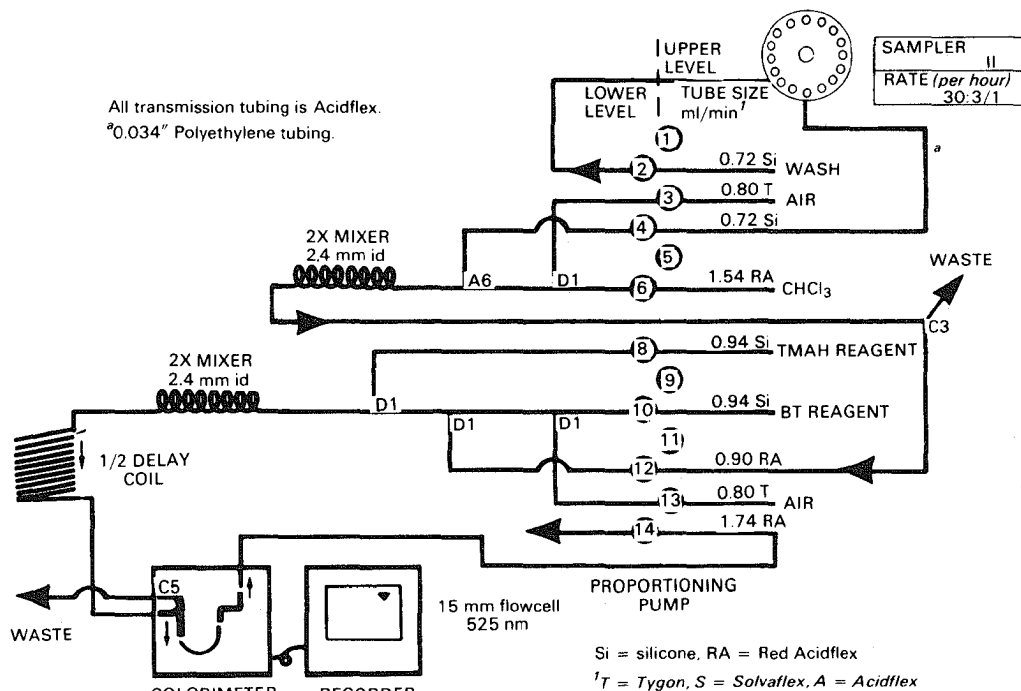 UPPER
LEVEL
LOWER
LEVEL
TUBE SIZE
ml/min¹
SAMPLER
II
RATE (per hour)
30:3/1
All transmission tubing is Acidflex.
ᵃ0.034" Polyethylene tubing.
a
1
2
0.72 Si
WASH
3
0.80 T
AIR
4
0.72 Si
5
2X MIXER
2.4 mm id
A6
D1
6
1.54 RA
CHCl₃
WASTE
C3
8
0.94 Si
TMAH REAGENT
9
2X MIXER
2.4 mm id
D1
10
0.94 Si
BT REAGENT
D1
D1
11
1/2 DELAY
COIL
12
0.90 RA
13
0.80 T
AIR
14
1.74 RA
PROPORTIONING
PUMP
C5
WASTE
15 mm flowcell
525 nm
COLORIMETER
RECORDER
Si = silicone, RA = Red Acidflex
¹T = Tygon, S = Solvaflex, A = Acidflex